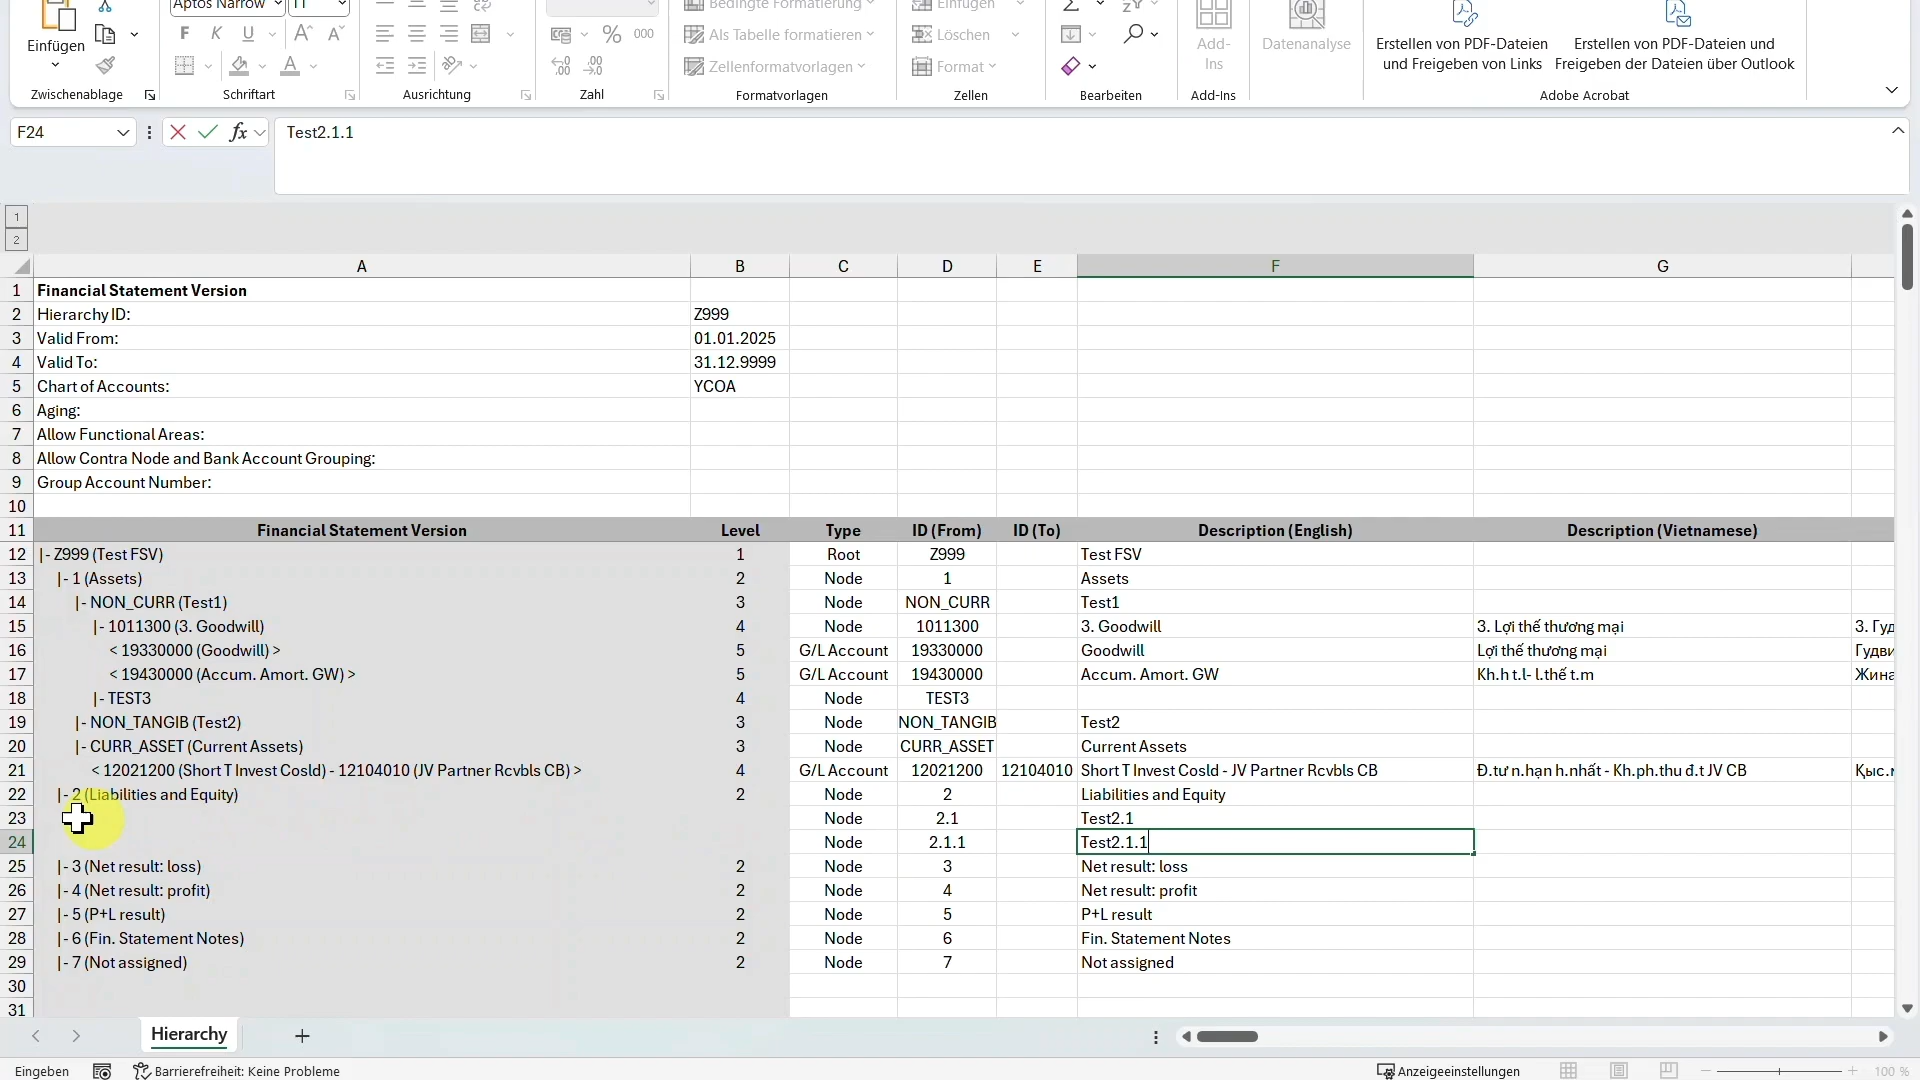 Aptos Narrow 11 Bedingte Formatierung Einfügen
Einfügen F K U Als Tabelle formatieren Löschen Add-Ins Datenanalyse Erstellen von PDF-Dateien und Freigeben von Links Erstellen von PDF-Dateien und Freigeben der Dateien über Outlook
000
Zellenformatvorlagen Format
Zwischenablage Schriftart Ausrichtung Zahl Formatvorlagen Zellen Bearbeiten Add-Ins Adobe Acrobat
F24 fx Test2.1.1
1
2
A B C D E F G
1 Financial Statement Version
2 Hierarchy ID: Z999
3 Valid From: 01.01.2025
4 Valid To: 31.12.9999
5 Chart of Accounts: YCOA
6 Aging:
7 Allow Functional Areas:
8 Allow Contra Node and Bank Account Grouping:
9 Group Account Number:
10
11 Financial Statement Version Level Type ID (From) ID (To) Description (English) Description (Vietnamese)
12 |- Z999 (Test FSV) 1 Root Z999 Test FSV
13 |- 1 (Assets) 2 Node 1 Assets
14 |- NON_CURR (Test1) 3 Node NON_CURR Test1
15 |- 1011300 (3. Goodwill) 4 Node 1011300 3. Goodwill 3. Lợi thế thương mại 3. Гуд
16 < 19330000 (Goodwill) > 5 G/L Account 19330000 Goodwill Lợi thế thương mại Гудви
17 < 19430000 (Accum. Amort. GW) > 5 G/L Account 19430000 Accum. Amort. GW Kh.h t.l- l.thế t.m Жина
18 |- TEST3 4 Node TEST3
19 |- NON_TANGIB (Test2) 3 Node NON_TANGIB Test2
20 |- CURR_ASSET (Current Assets) 3 Node CURR_ASSET Current Assets
21 < 12021200 (Short T Invest Cosld) - 12104010 (JV Partner Rcvbls CB) > 4 G/L Account 12021200 12104010 Short T Invest Cosld - JV Partner Rcvbls CB Đ.tư n.hạn h.nhất - Kh.ph.thu đ.t JV CB Қыс.
22 |- 2 (Liabilities and Equity) 2 Node 2 Liabilities and Equity
23 Node 2.1 Test2.1
24 Node 2.1.1 Test2.1.1
25 |- 3 (Net result: loss) 2 Node 3 Net result: loss
26 |- 4 (Net result: profit) 2 Node 4 Net result: profit
27 |- 5 (P+L result) 2 Node 5 P+L result
28 |- 6 (Fin. Statement Notes) 2 Node 6 Fin. Statement Notes
29 |- 7 (Not assigned) 2 Node 7 Not assigned
30
31
Hierarchy
Eingeben Barrierefreiheit: Keine Probleme Anzeigeeinstellungen 100 %